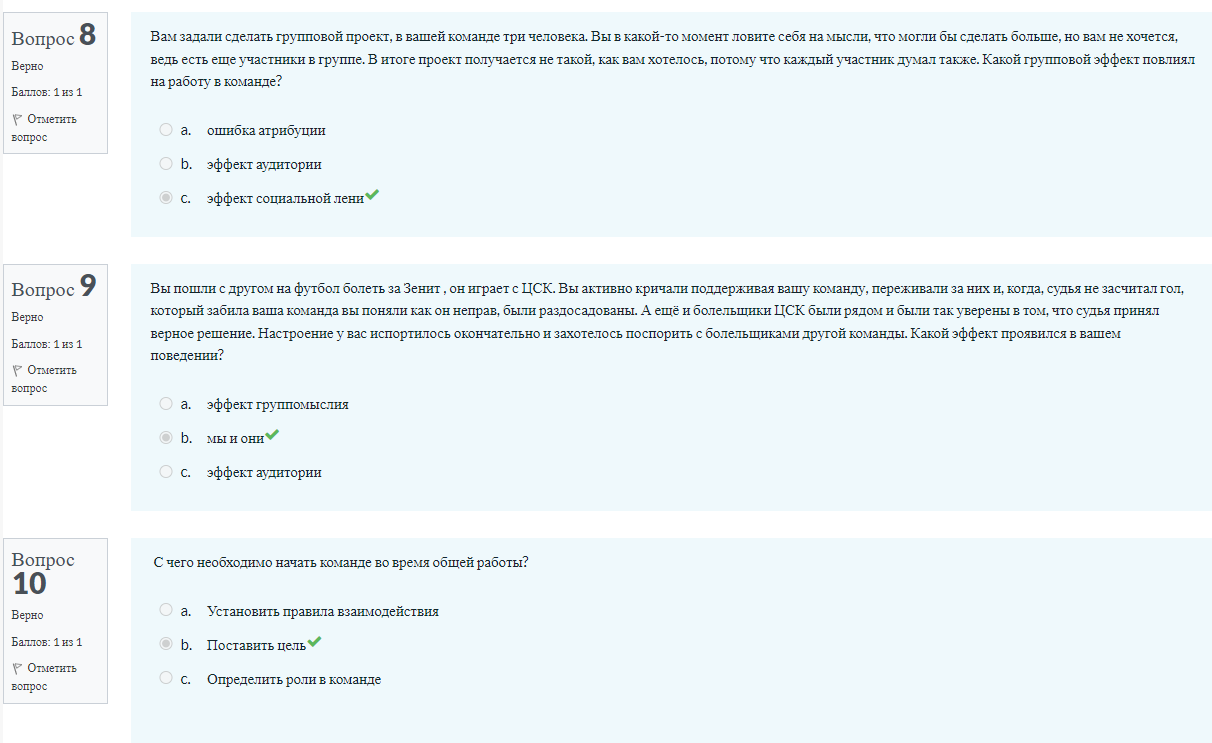 Вопрос 8
Верно
Баллов: 1 из 1
Отметить
вопрос
Вам задали сделать групповой проект, в вашей команде три человека. Вы в какой-то момент ловите себя на мысли, что могли бы сделать больше, но вам не хочется,
ведь есть еще участники в группе. В итоге проект получается не такой, как вам хотелось, потому что каждый участник думал также. Какой групповой эффект повлиял
на работу в команде?
a. ошибка атрибуции
b. эффект аудитории
c. эффект социальной лени
Вопрос 9
Верно
Баллов: 1 из 1
Отметить
вопрос
Вы пошли с другом на футбол болеть за Зенит , он играет с ЦСК. Вы активно кричали поддерживая вашу команду, переживали за них и, когда, судья не засчитал гол,
который забила ваша команда вы поняли как он неправ, были раздосадованы. А ещё и болельщики ЦСК были рядом и были так уверены в том, что судья принял
верное решение. Настроение у вас испортилось окончательно и захотелось поспорить с болельщиками другой команды. Какой эффект проявился в вашем
поведении?
a. эффект группомыслия
b. мы и они
c. эффект аудитории
Вопрос
10
Верно
Баллов: 1 из 1
Отметить
вопрос
С чего необходимо начать команде во время общей работы?
a. Установить правила взаимодействия
b. Поставить цель
c. Определить роли в команде